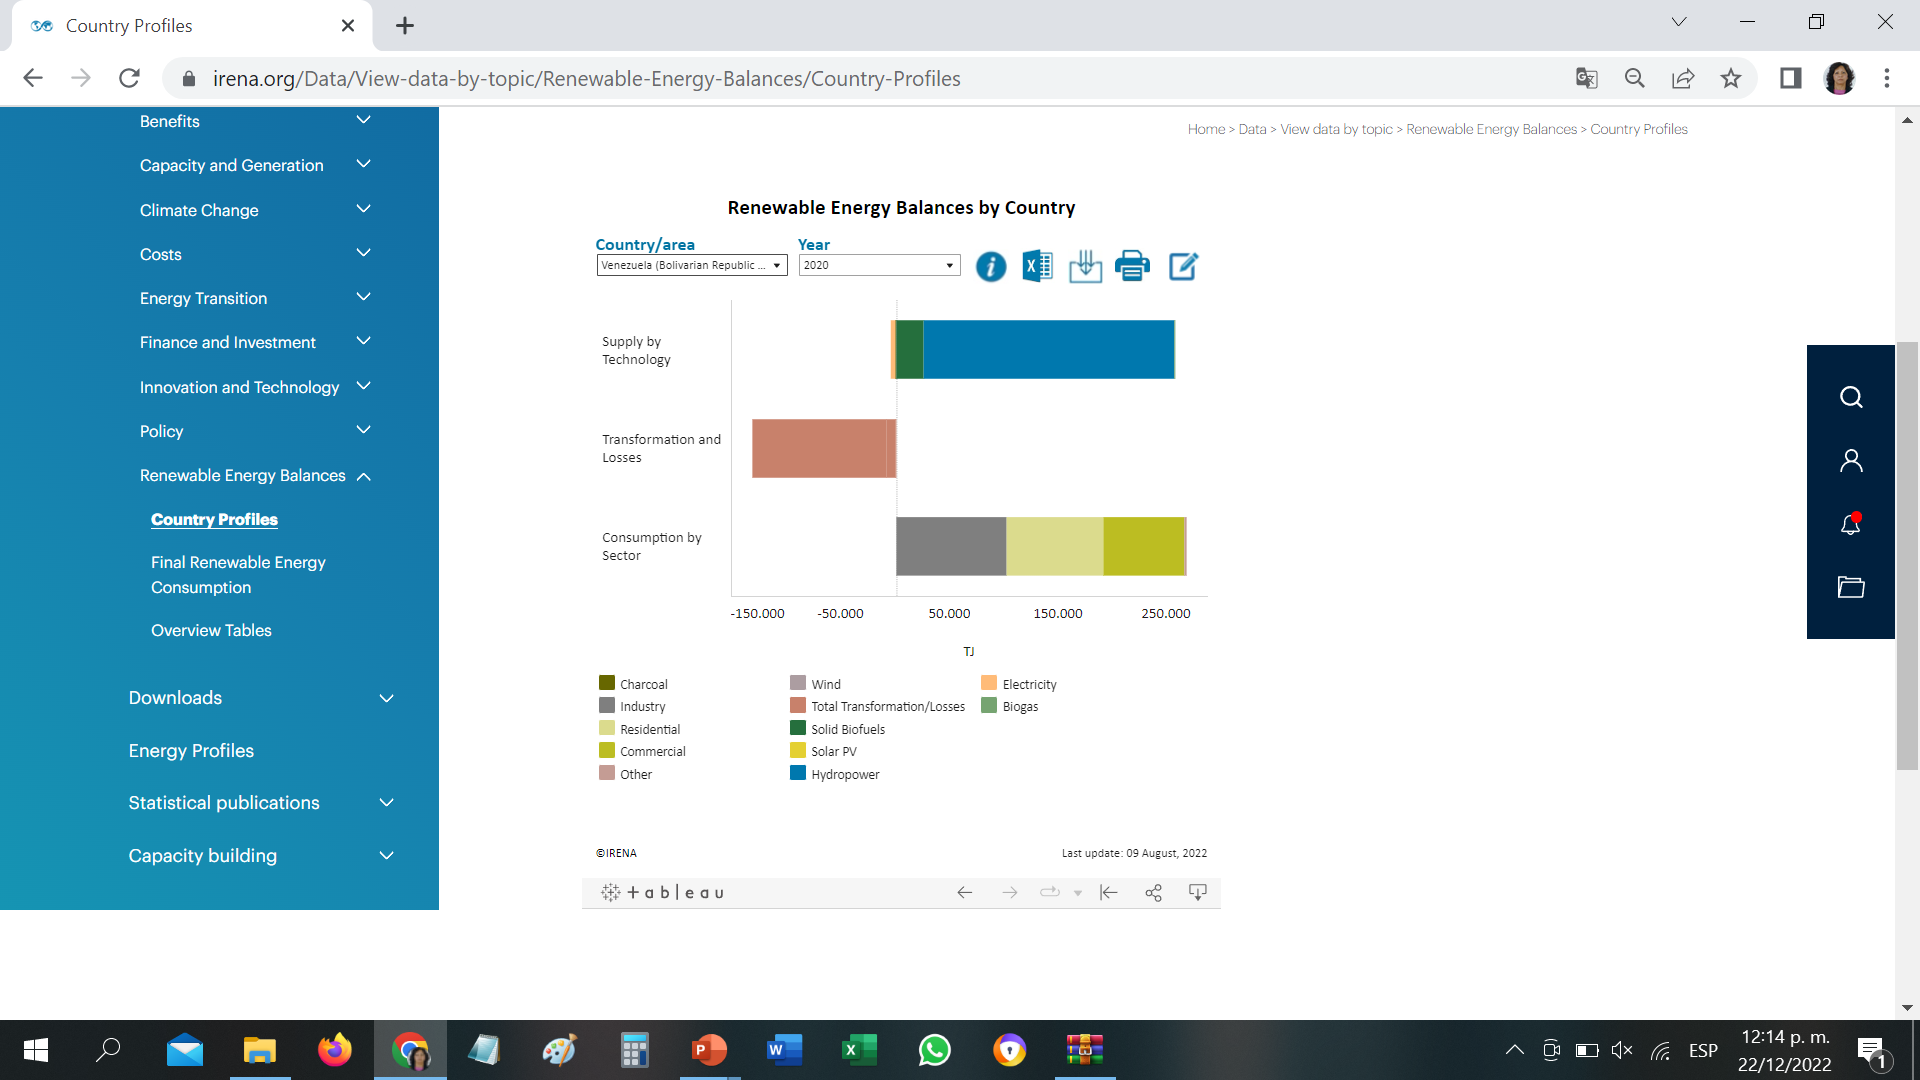 Country Profiles
irena.org/Data/View-data-by-topic/Renewable-Energy-Balances/Country-Profiles
Benefits
Capacity and Generation
Climate Change
Costs
Energy Transition
Finance and Investment
Innovation and Technology
Policy
Renewable Energy Balances
Country Profiles
Final Renewable Energy
Consumption
Overview Tables
Downloads
Energy Profiles
Statistical publications
Capacity building
Home > Data > View data by topic > Renewable Energy Balances > Country Profiles
Renewable Energy Balances by Country
Country/area
Year
Venezuela (Bolivarian Republic ...
2020
Supply by
Technology
Transformation and
Losses
Consumption by
Sector
-150.000 -50.000 50.000 150.000 250.000
TJ
Charcoal
Industry
Residential
Commercial
Other
Wind
Total Transformation/Losses
Solid Biofuels
Solar PV
Hydropower
Electricity
Biogas
©IRENA
Last update: 09 August, 2022
+ableau
ESP
12:14 p. m.
22/12/2022
1